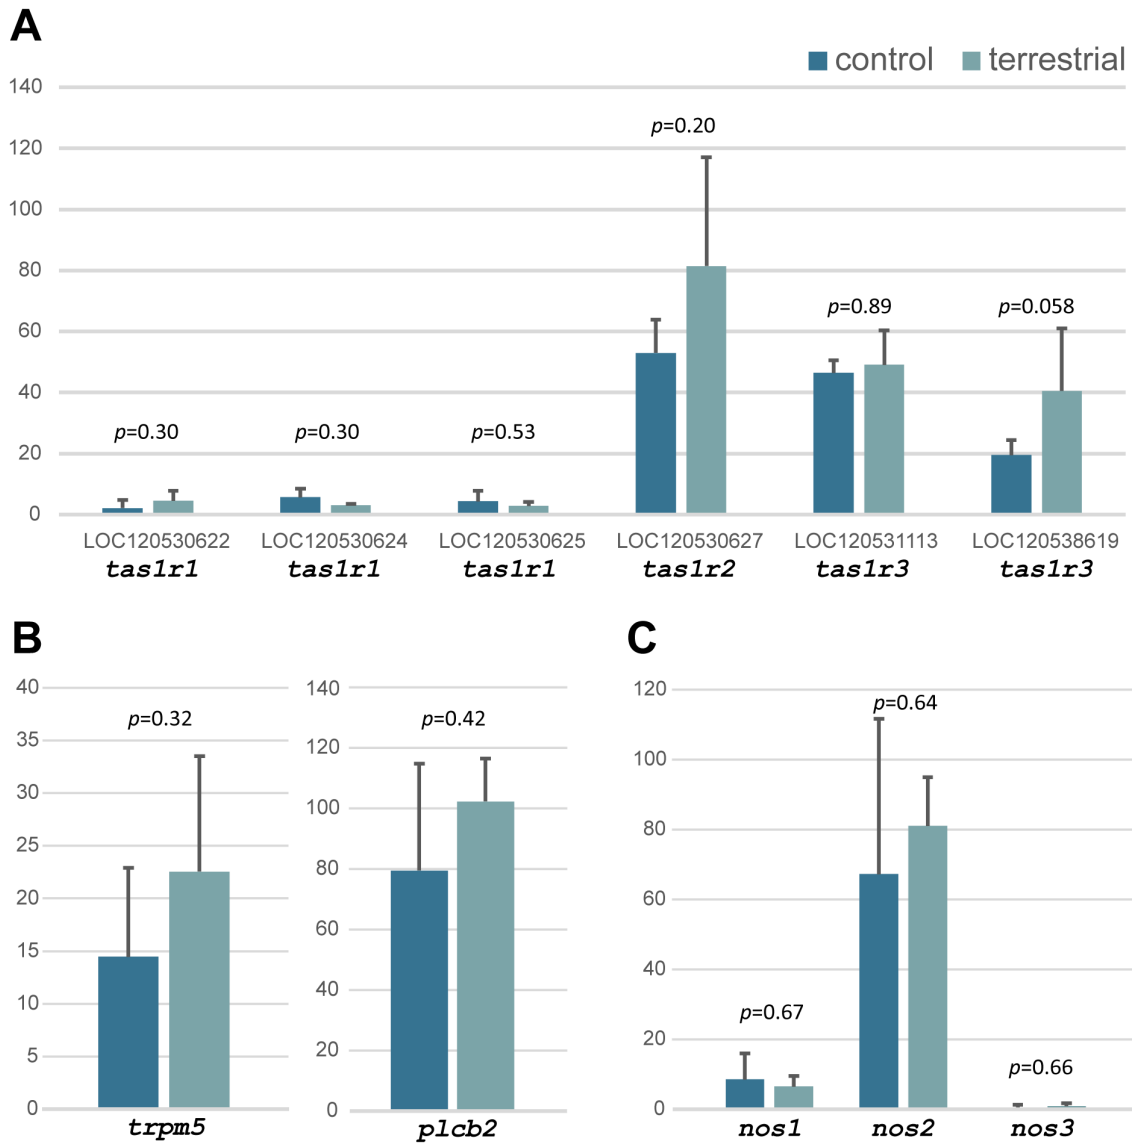 A
control terrestrial
140
120
100
80
60
40
20
0
p=0.30
p=0.30
p=0.53
p=0.20
p=0.89
p=0.058
LOC120530622 LOC120530624 LOC120530625 LOC120530627 LOC120531113 LOC120538619
tas1r1 tas1r1 tas1r1 tas1r2 tas1r3 tas1r3
B
40
35
30
25
20
15
10
5
0
p=0.32
trpm5
140
120
100
80
60
40
20
0
p=0.42
plcb2
C
120
100
80
60
40
20
0
p=0.67
p=0.64
p=0.66
nos1 nos2 nos3